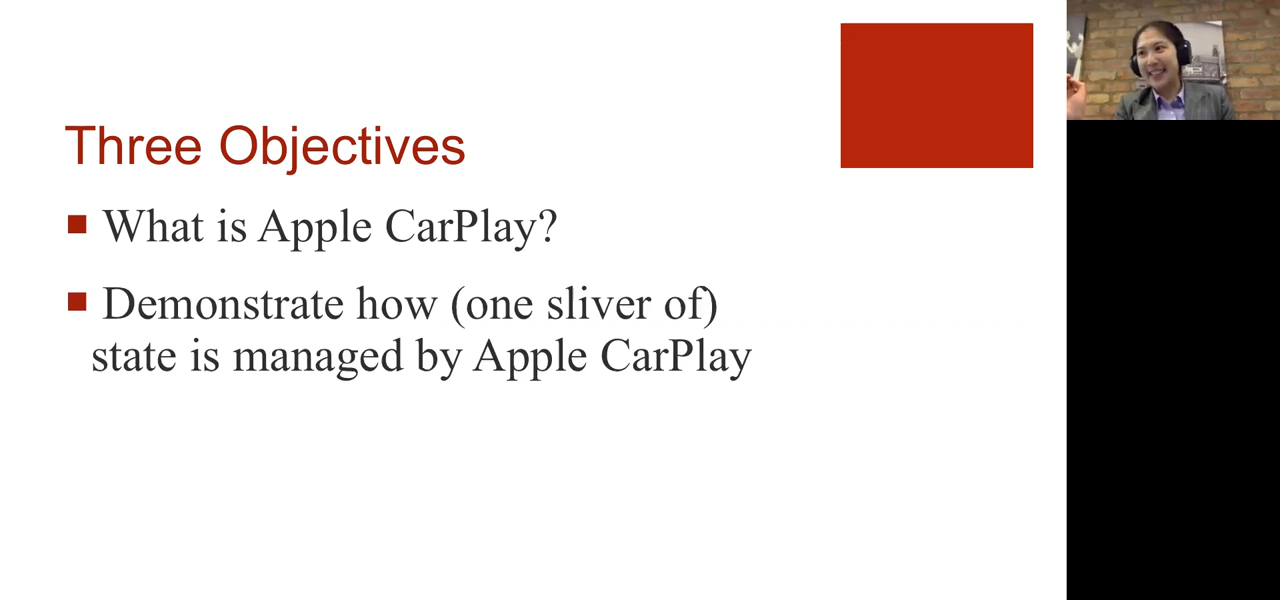 Three Objectives
What is Apple CarPlay?
Demonstrate how (one sliver of)
state is managed by Apple CarPlay